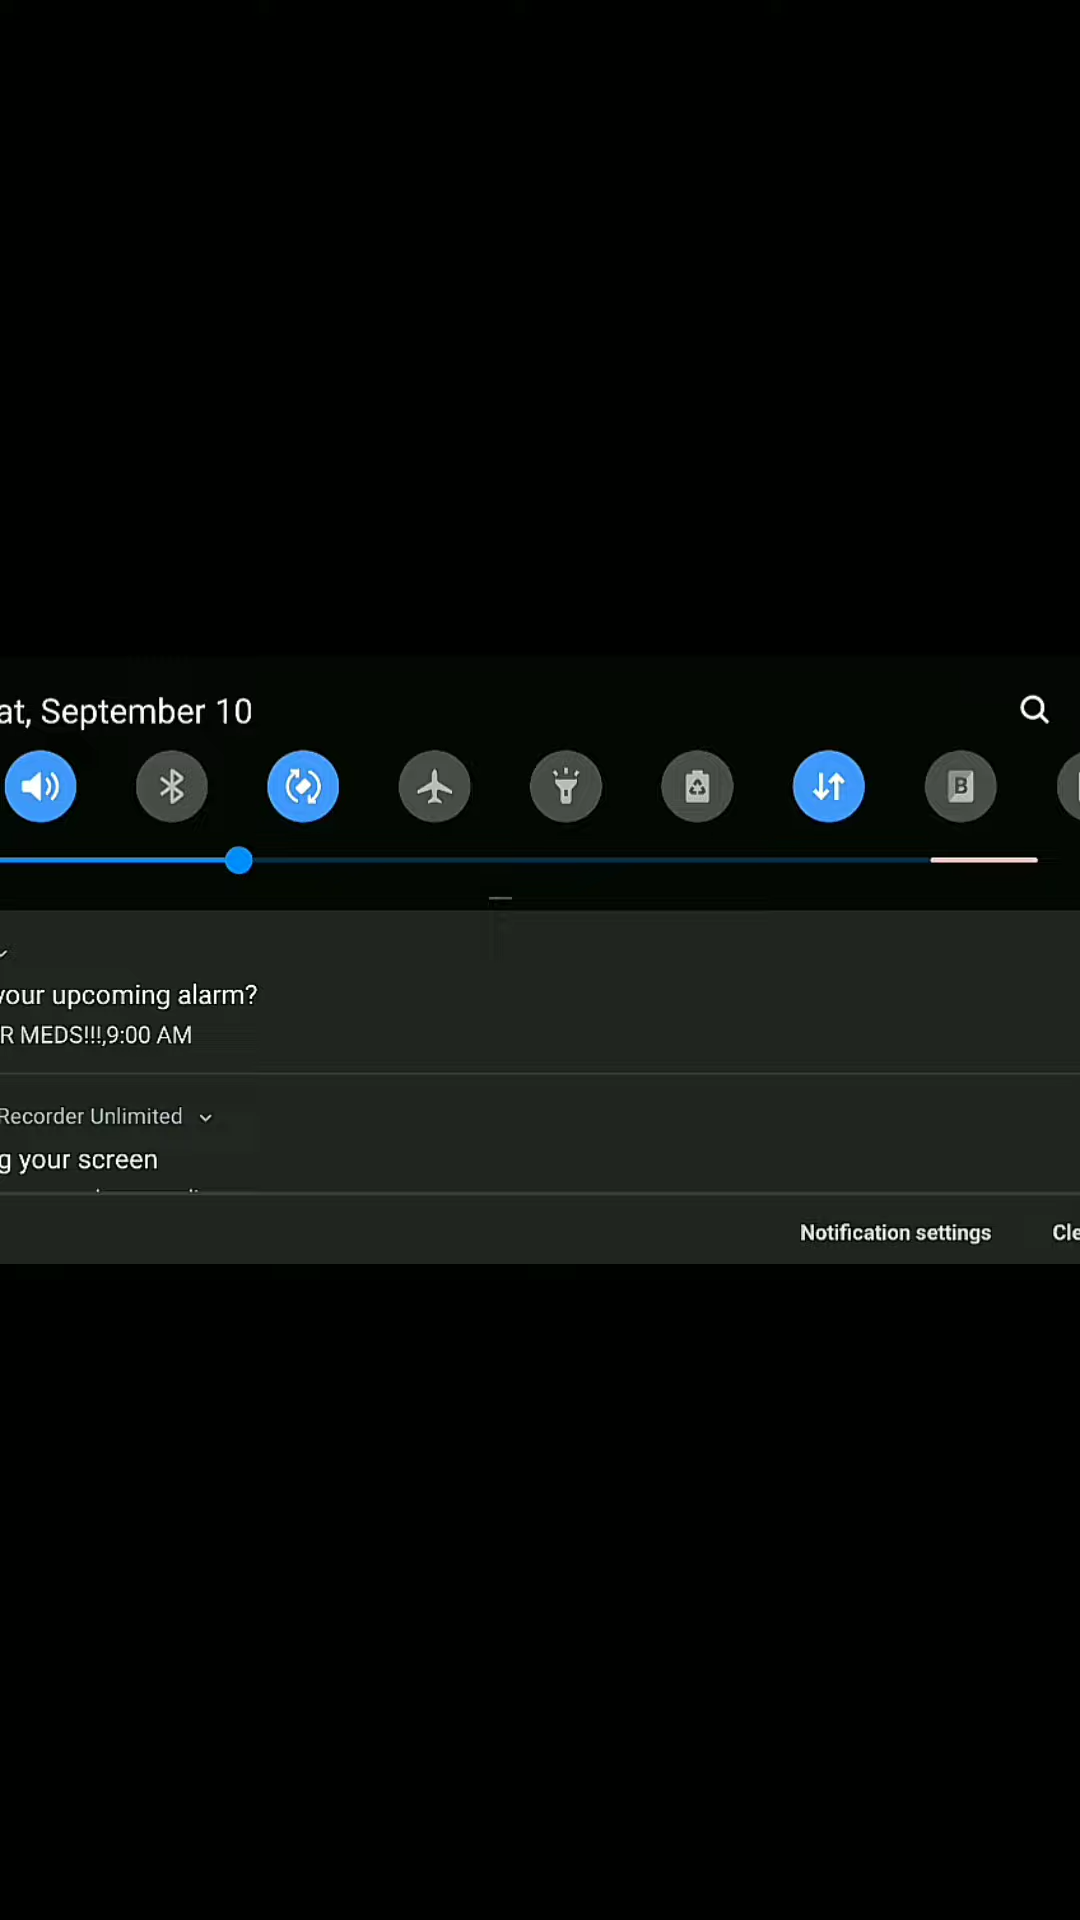 at, September 10
B
your upcoming alarm?
R MEDS!!!,9:00 AM
Recorder Unlimited
g your screen
Notification settings
Cle